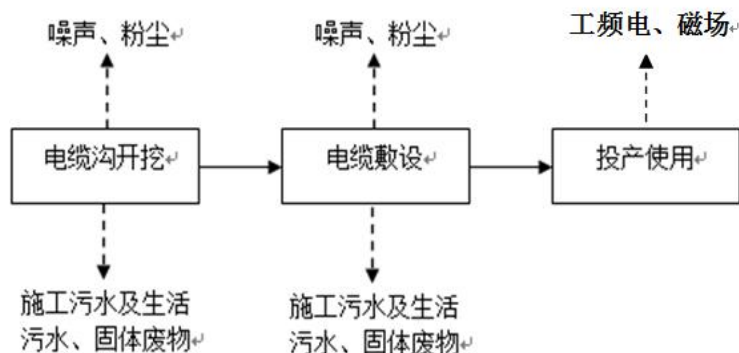 噪声、粉尘
噪声、粉尘
工频电、磁场
电缆沟开挖
电缆敷设
投产使用
施工污水及生活
污水、固体废物
施工污水及生活
污水、固体废物